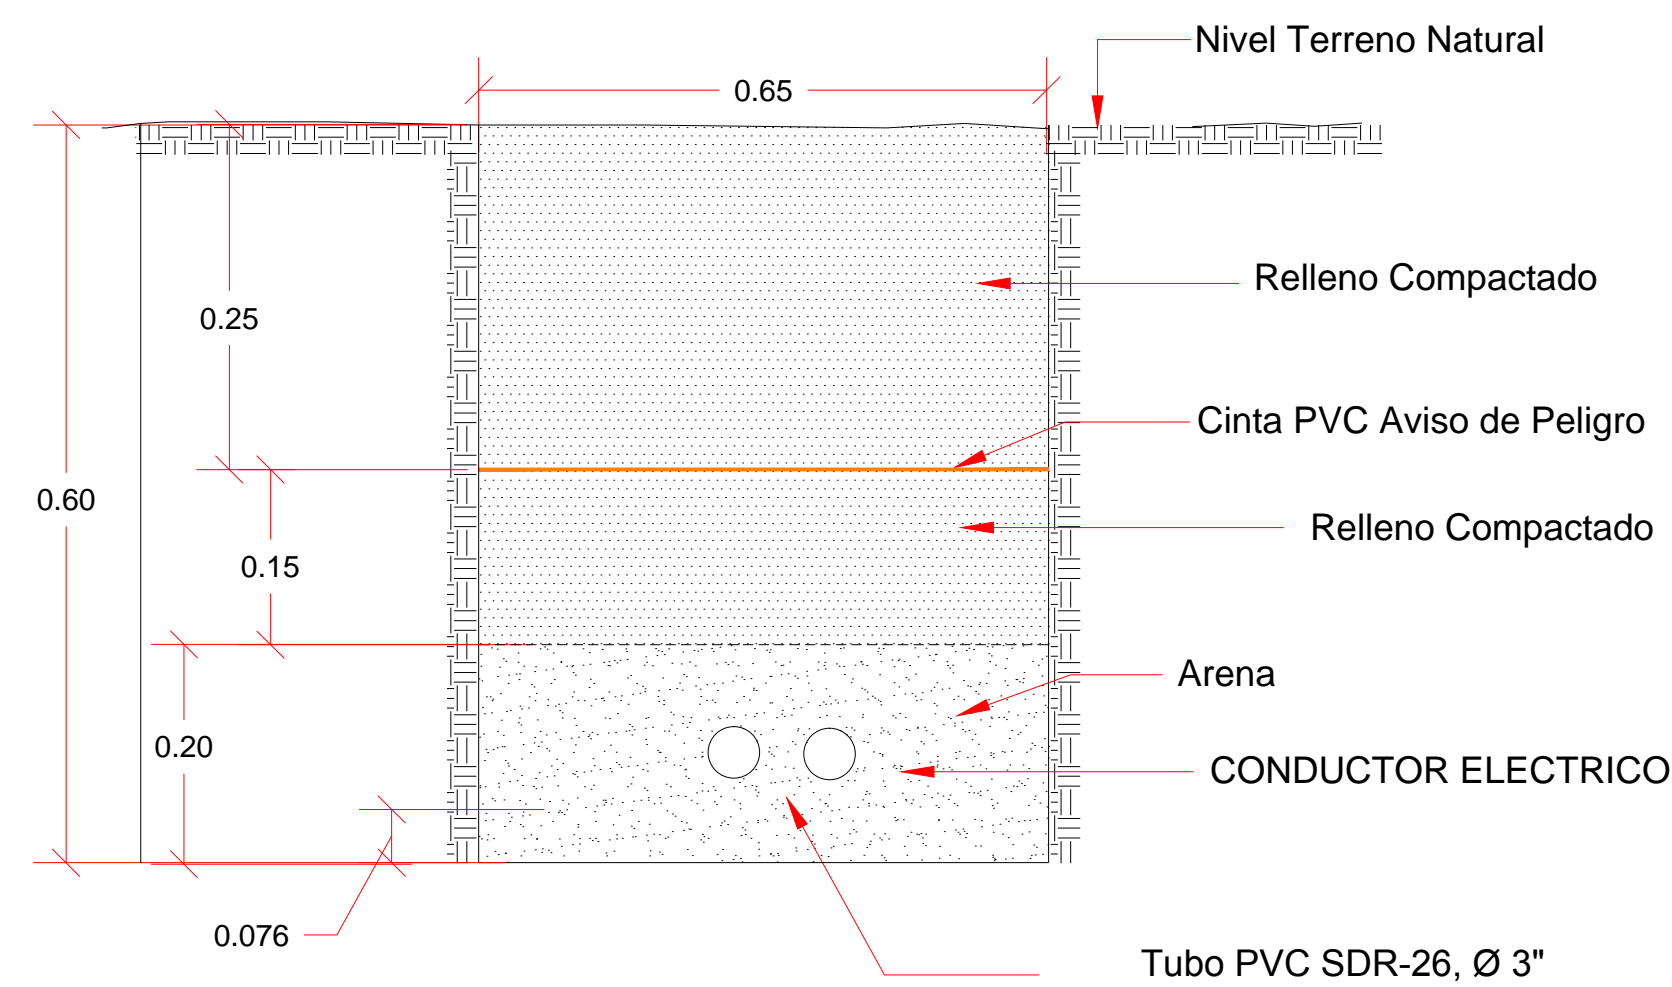 Nivel Terreno Natural
0.65
Relleno Compactado
0.25
Cinta PVC Aviso de Peligro
0.60
Relleno Compactado
0.15
Arena
0.20
CONDUCTOR ELECTRICO
0.076
Tubo PVC SDR-26, Ø 3"